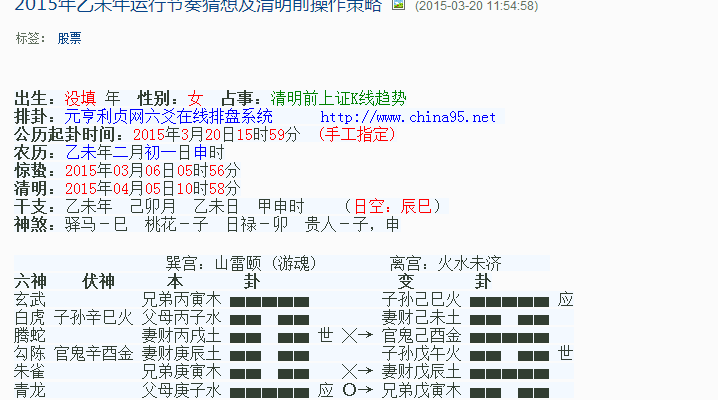 2015年乙未年运行节奏猜想及清明前操作策略 (2015-03-20 11:54:58)
标签： 股票
出生：没填 年 性别：女 占事：清明前上证K线趋势
排卦：元亨利贞网六爻在线排盘系统 http://www.china95.net
公历起卦时间：2015年3月20日15时59分 （手工指定）
农历：乙未年二月初一日申时
惊蛰：2015年03月06日05时56分
清明：2015年04月05日10时58分
干支：乙未年 己卯月 乙未日 甲申时 （日空：辰巳）
神煞：驿马－巳 桃花－子 日禄－卯 贵人－子，申
巽宫：山雷颐（游魂） 离宫：火水未济
六神 伏神 本 卦 变 卦
玄武 兄弟丙寅木 子孙己巳火 应
白虎 子孙辛巳火 父母丙子水 妻财己未土
腾蛇 妻财丙戌土 世 ╳→ 官鬼己酉金
勾陈 官鬼辛酉金 妻财庚辰土 子孙戊午火 世
朱雀 兄弟庚寅木 ╳→ 妻财戊辰土
青龙 父母庚子水 应 O→ 兄弟戊寅木